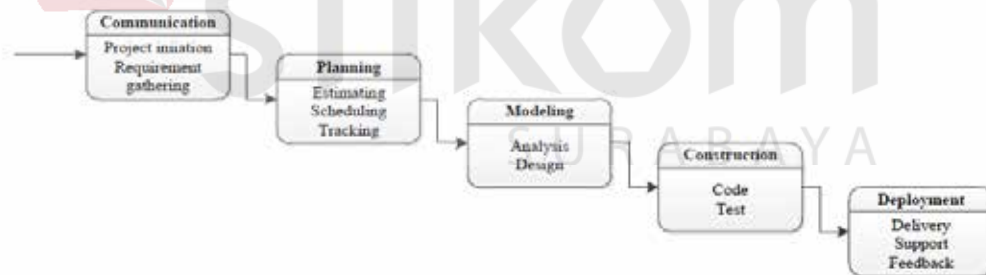 stikom
SURABAYA
Communication
Project initiation
Requirement
gathering
Planning
Estimating
Scheduling
Tracking
Modeling
Analysis
Design
Construction
Code
Test
Deployment
Delivery
Support
Feedback